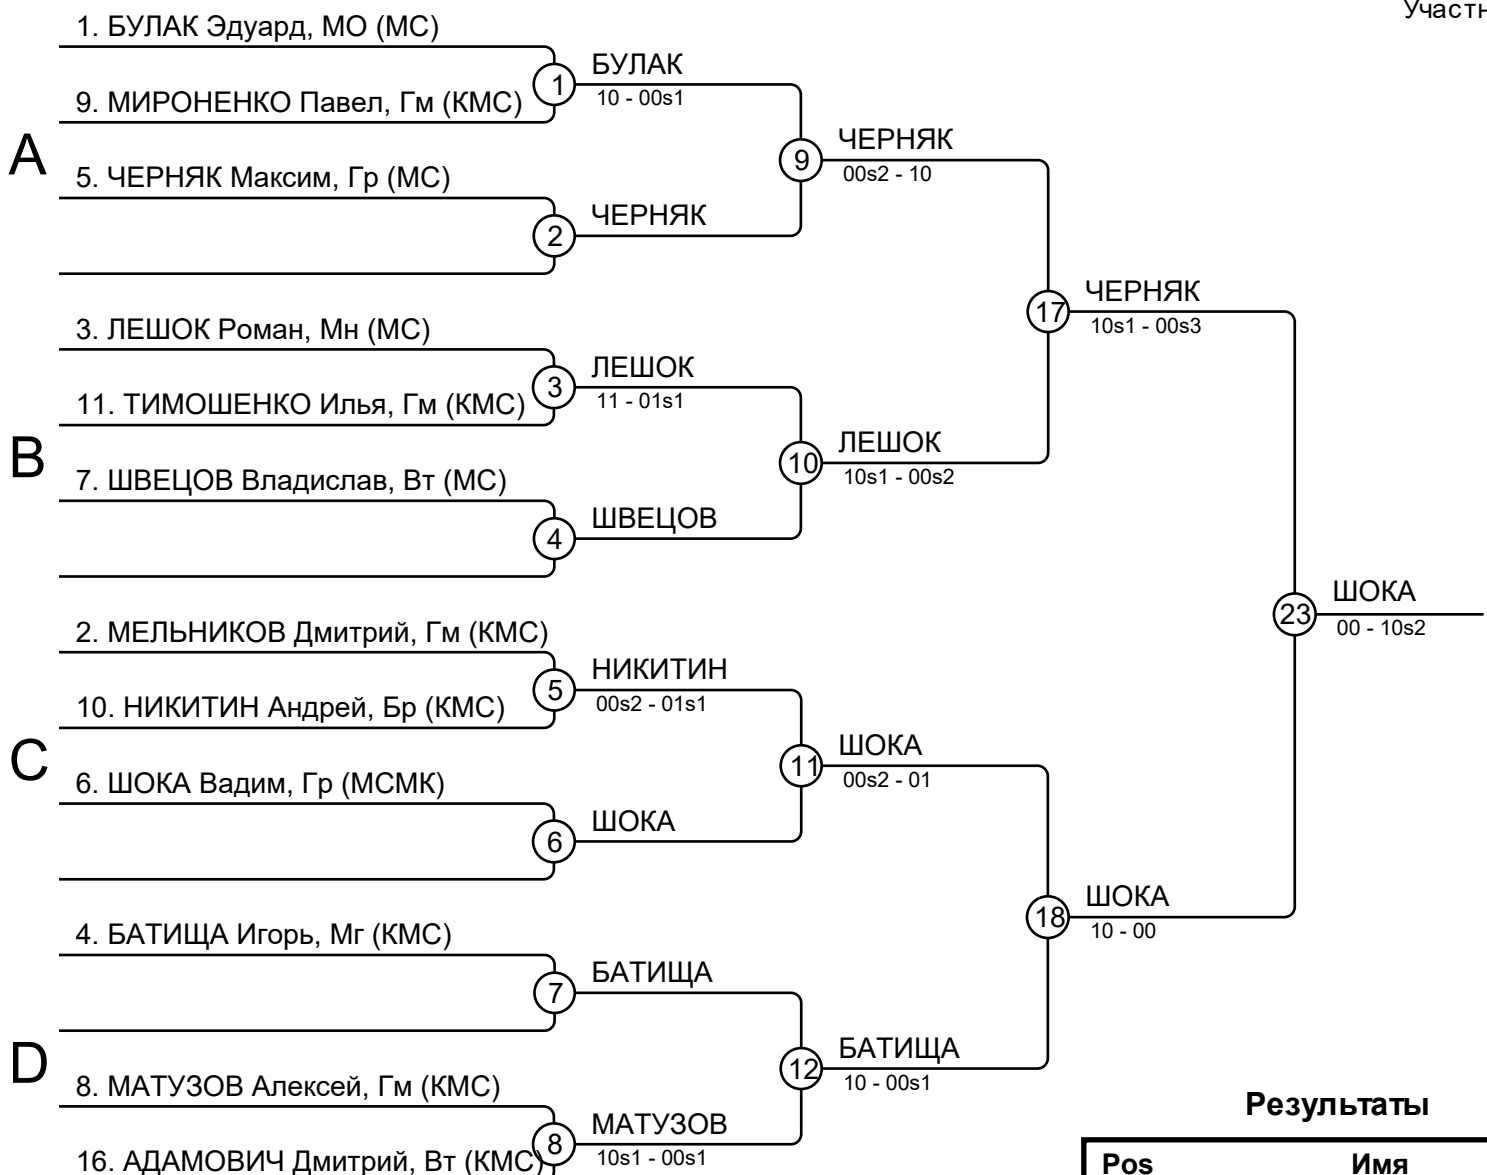 Участн
1. БУЛАК Эдуард, МО (МС)
1
БУЛАК
10 - 00s1
9. МИРОНЕНКО Павел, Гм (КМС)
A
9
ЧЕРНЯК
00s2 - 10
5. ЧЕРНЯК Максим, Гр (МС)
2
ЧЕРНЯК
17
ЧЕРНЯК
10s1 - 00s3
3. ЛЕШОК Роман, Мн (МС)
3
ЛЕШОК
11 - 01s1
11. ТИМОШЕНКО Илья, Гм (КМС)
B
10
ЛЕШОК
10s1 - 00s2
7. ШВЕЦОВ Владислав, Вт (МС)
4
ШВЕЦОВ
23
ШОКА
00 - 10s2
2. МЕЛЬНИКОВ Дмитрий, Гм (КМС)
5
НИКИТИН
00s2 - 01s1
10. НИКИТИН Андрей, Бр (КМС)
C
11
ШОКА
00s2 - 01
6. ШОКА Вадим, Гр (МСМК)
6
ШОКА
18
ШОКА
10 - 00
4. БАТИЩА Игорь, Мг (КМС)
7
БАТИЩА
D
12
БАТИЩА
10 - 00s1
8. МАТУЗОВ Алексей, Гм (КМС)
8
МАТУЗОВ
10s1 - 00s1
16. АДАМОВИЧ Дмитрий, Вт (КМС)
Результаты
Pos Имя